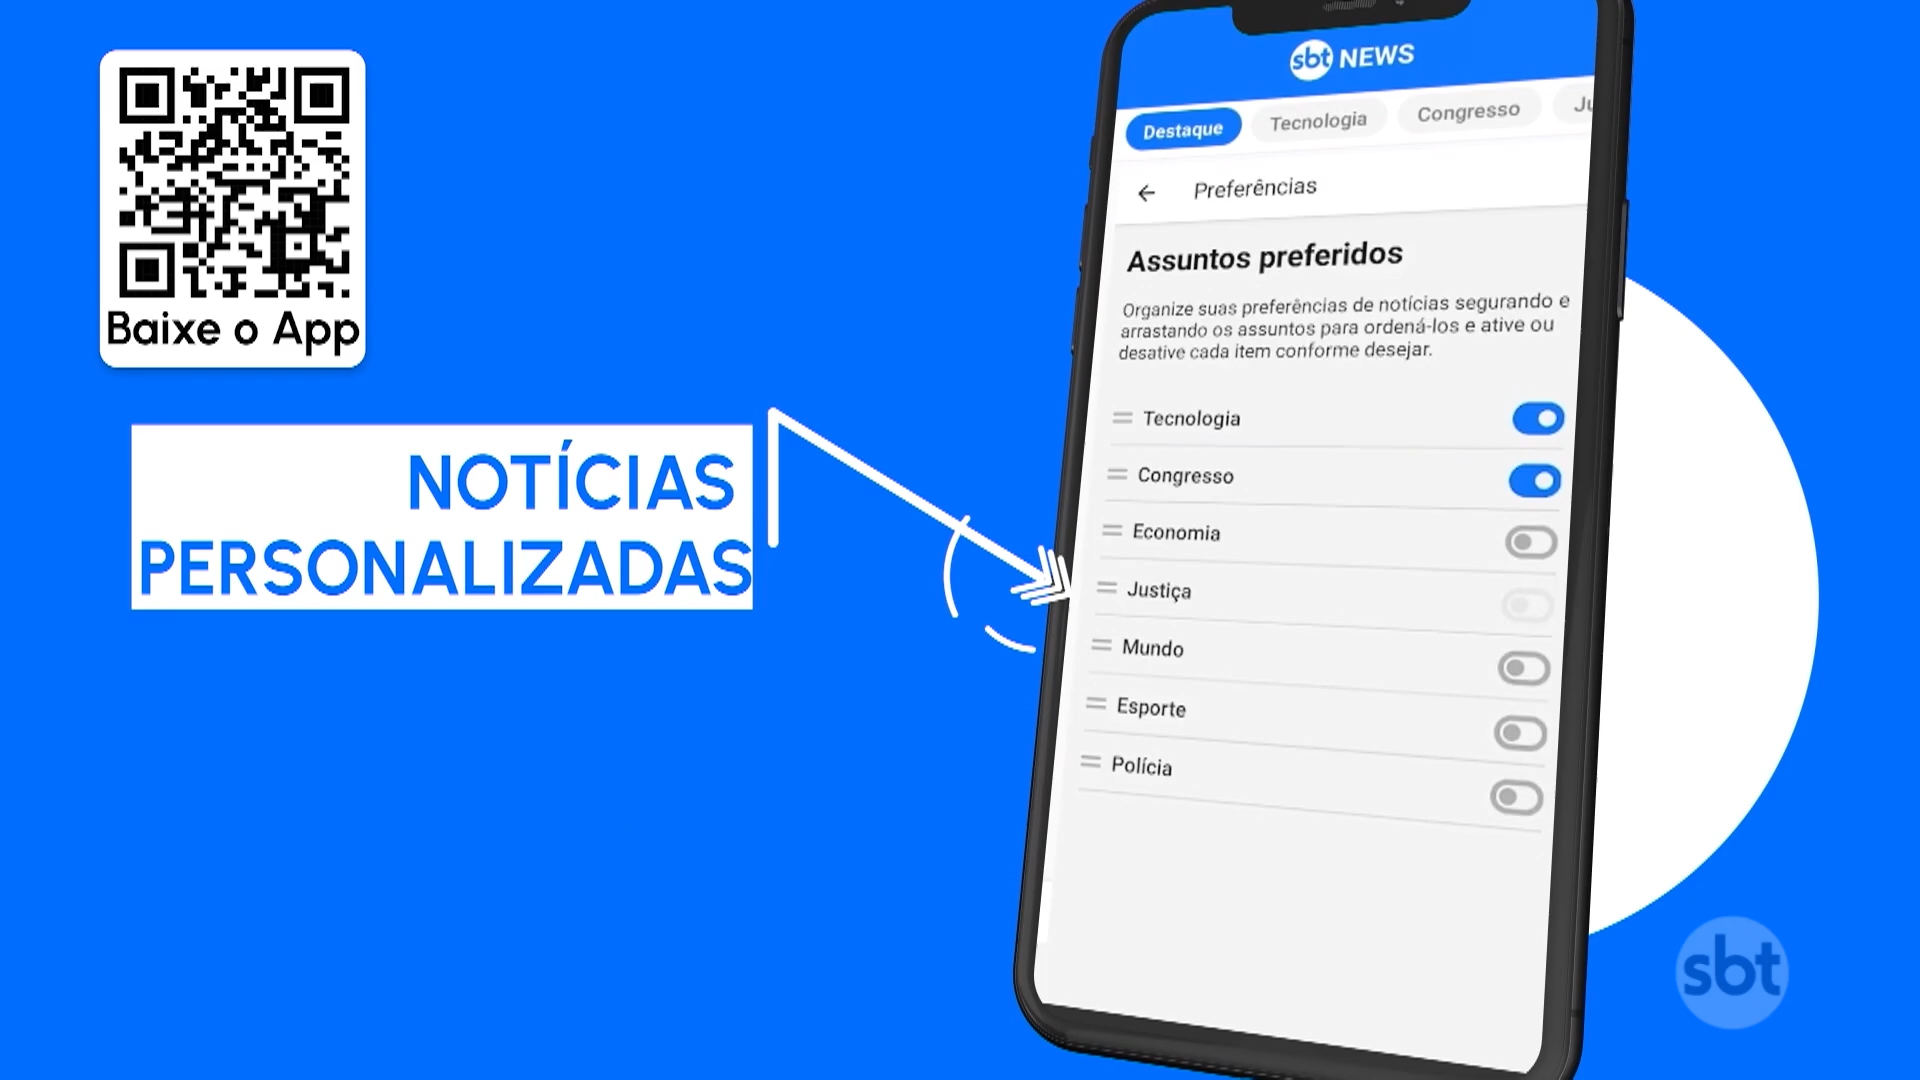 Baixe o App
NOTÍCIAS
PERSONALIZADAS
sbt NEWS
Destaque
Tecnologia
Congresso
Ju
Preferências
Assuntos preferidos
Organize suas preferências de notícias segurando e
arrastando os assuntos para ordená-los e ative ou
desative cada item conforme desejar.
Tecnologia
Congresso
Economia
Justiça
Mundo
Esporte
Polícia
sbt